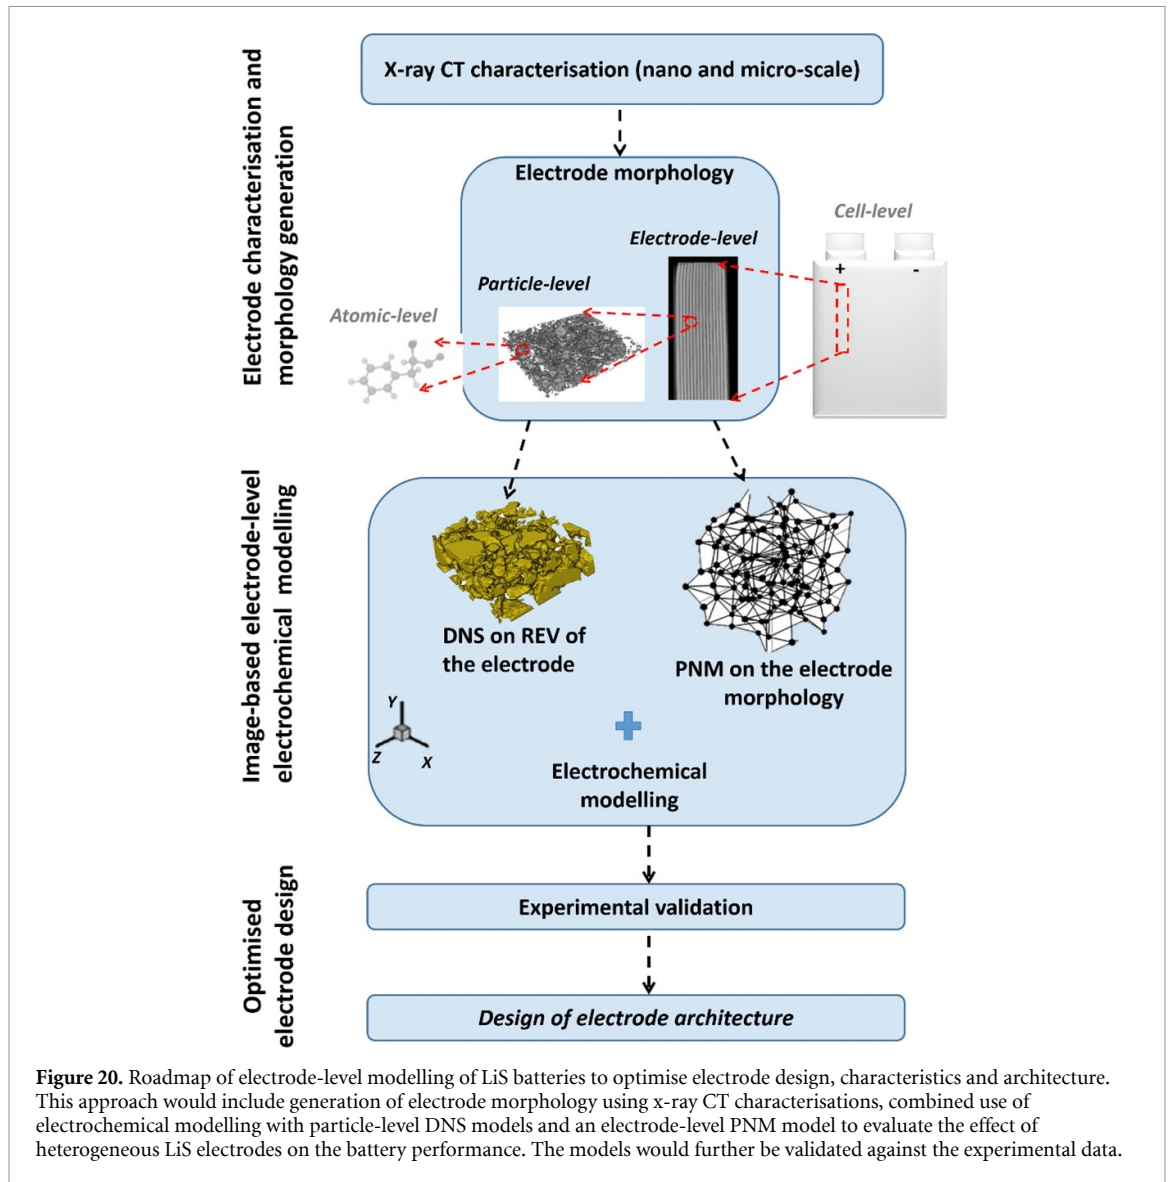 Electrode characterisation and
morphology generation
X-ray CT characterisation (nano and micro-scale)
Electrode morphology
Cell-level
Electrode-level
Particle-level
Atomic-level
+
-
Image-based electrode-level
electrochemical modelling
DNS on REV of
the electrode
PNM on the electrode
morphology
Y
Z
X
Electrochemical
modelling
Optimised
electrode design
Experimental validation
Design of electrode architecture
Figure 20. Roadmap of electrode-level modelling of LiS batteries to optimise electrode design, characteristics and architecture.
This approach would include generation of electrode morphology using x-ray CT characterisations, combined use of
electrochemical modelling with particle-level DNS models and an electrode-level PNM model to evaluate the effect of
heterogeneous LiS electrodes on the battery performance. The models would further be validated against the experimental data.